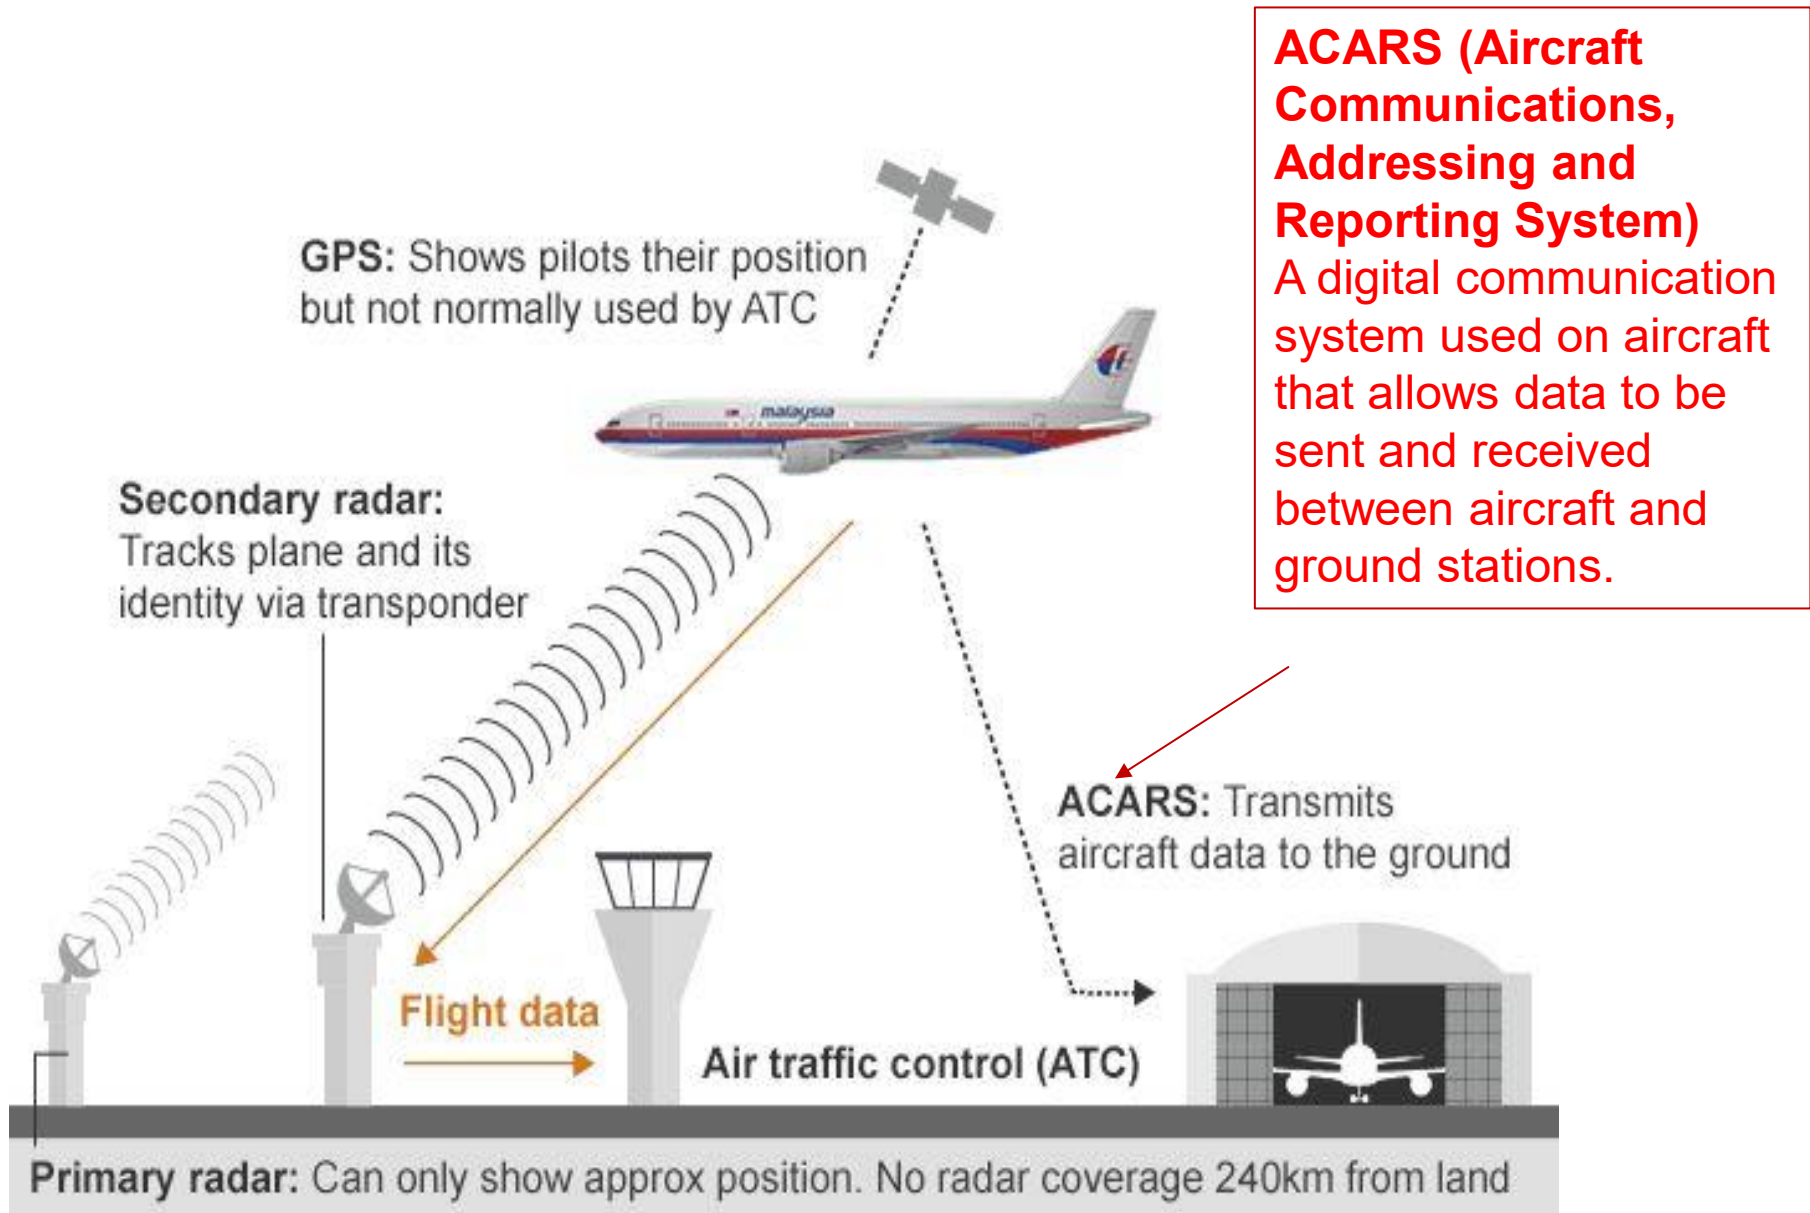 ACARS (Aircraft
Communications,
Addressing and
Reporting System)
A digital communication
system used on aircraft
that allows data to be
sent and received
between aircraft and
ground stations.
GPS: Shows pilots their position
but not normally used by ATC
malaysia
Secondary radar:
Tracks plane and its
identity via transponder
ACARS: Transmits
aircraft data to the ground
Flight data
Air traffic control (ATC)
Primary radar: Can only show approx position. No radar coverage 240km from land